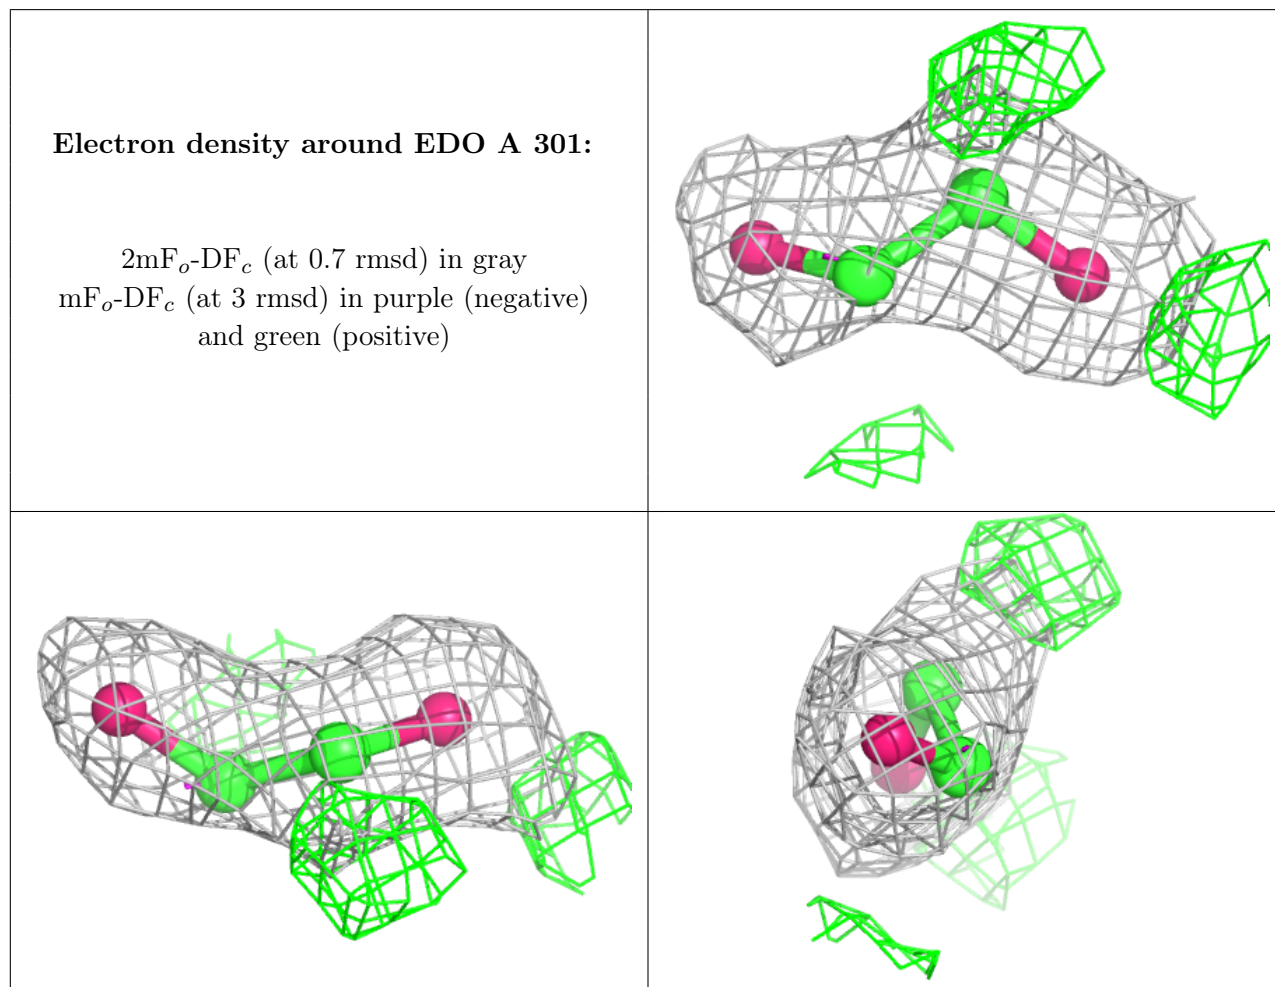 Electron density around EDO A 301:
2mFo-DFc (at 0.7 rmsd) in gray
mFo-DFc (at 3 rmsd) in purple (negative)
and green (positive)